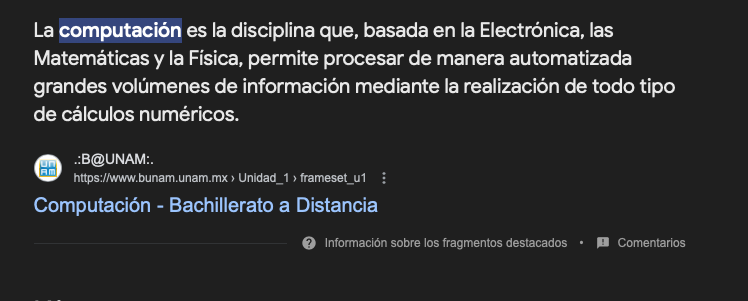 La computación es la disciplina que, basada en la Electrónica, las
Matemáticas y la Física, permite procesar de manera automatizada
grandes volúmenes de información mediante la realización de todo tipo
de cálculos numéricos.
UN
AM
.:B@UNAM:.
https://www.bunam.unam.mx › Unidad_1 › frameset_u1
Computación - Bachillerato a Distancia
Información sobre los fragmentos destacados • Comentarios